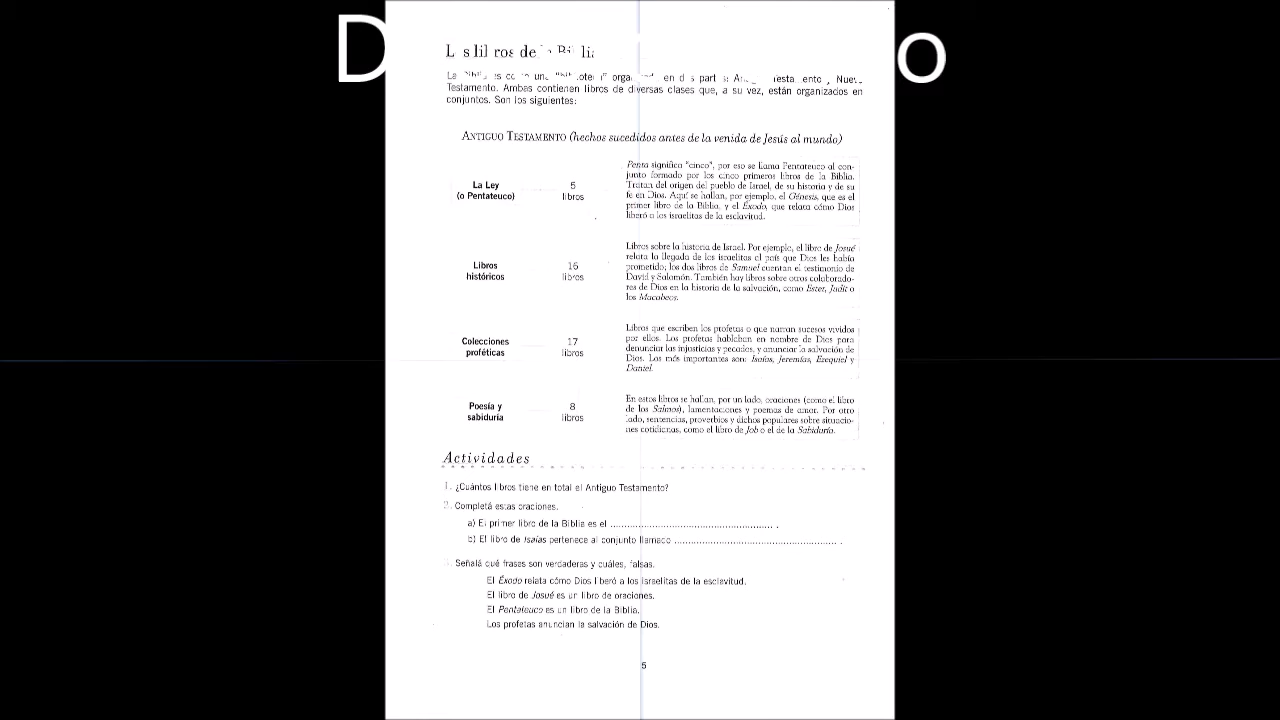 D o
de
en part
Testamento. Ambas contienen libros de diversas clases que, a su vez, están organizados en
conjuntos. Son los siguientes:
ANTIGUO TESTAMENTO (hechos sucedidos antes de la venida de Jesús al mundo)
La Ley
(o Pentateuco)
5
libros
Penta significa "cinco", por eso se llama Pentateuco al con-
junto formado por los cinco primeros libros de la Biblia.
Tratan del origen del pueblo de Israel, de su historia y de su
fe en Dios. Aquí se hallan, por ejemplo, el Génesis, que es el
primer libro de la Biblia, y el Éxodo, que relata cómo Dios
liberó a los israelitas de la esclavitud.
Libros
históricos
16
libros
Libros sobre la historia de Israel. Por ejemplo, el libro de Josué
relata la llegada de los israelitas al país que Dios les había
prometido; los dos libros de Samuel cuentan el testimonio de
David y Salomón. También hay libros sobre otros colaborado-
res de Dios en la historia de la salvación, como Ester, Judit o
los Macabeos.
Colecciones
proféticas
17
libros
Libros que escriben los profetas o que narran sucesos vividos
por ellos. Los profetas hablaban en nombre de Dios para
denunciar las injusticias y pecados, y anunciar la salvación de
Dios. Los más importantes son: Isaías, Jeremías, Ezequiel y
Daniel.
Poesía y
sabiduría
8
libros
En estos libros se hallan, por un lado, oraciones (como el libro
de los Salmos), lamentaciones y poemas de amor. Por otro
lado, sentencias, proverbios y dichos populares sobre situacio-
nes cotidianas, como el libro de Job o el de la Sabiduría.
Actividades
1. ¿Cuántos libros tiene en total el Antiguo Testamento?
2. Completá estas oraciones.
a) El primer libro de la Biblia es el ............................................................ .
b) El libro de Isaías pertenece al conjunto llamado ............................................................ .
3. Señalá qué frases son verdaderas y cuáles, falsas.
El Éxodo relata cómo Dios liberó a los israelitas de la esclavitud.
El libro de Josué es un libro de oraciones.
El Pentateuco es un libro de la Biblia.
Los profetas anuncian la salvación de Dios.
5